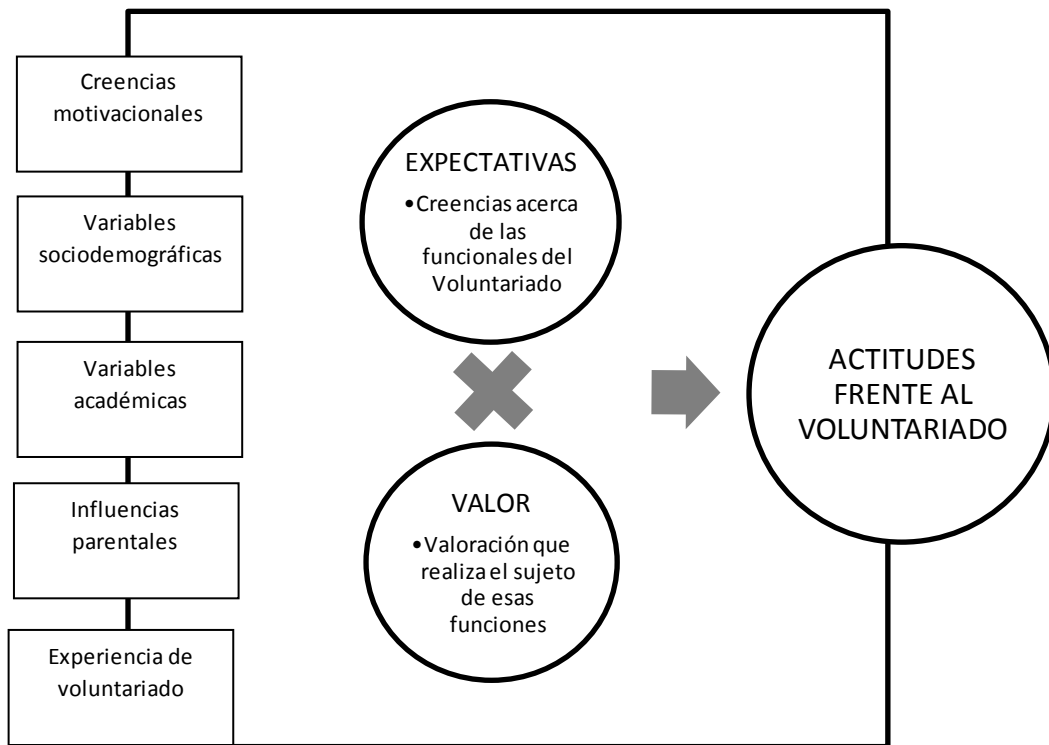 Creencias
motivacionales
Variables
sociodemográficas
Variables
académicas
Influencias
parentales
Experiencia de
voluntariado
EXPECTATIVAS
•Creencias acerca
de las
funcionales del
Voluntariado
VALOR
•Valoración que
realiza el sujeto
de esas
funciones
ACTITUDES
FRENTE AL
VOLUNTARIADO